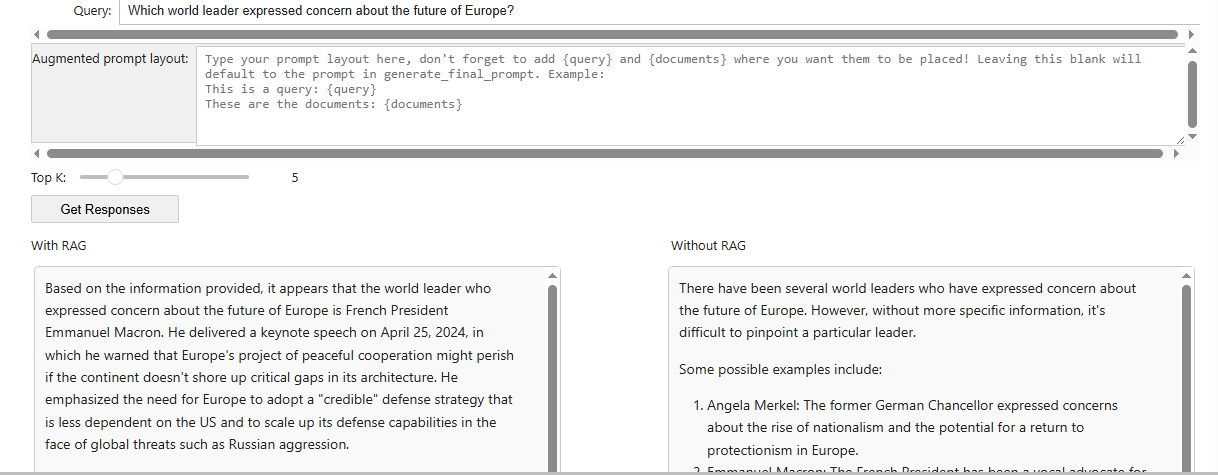 Query: Which world leader expressed concern about the future of Europe?
Augmented prompt layout: Type your prompt layout here, don't forget to add {query} and {documents} where you want them to be placed! Leaving this blank will
default to the prompt in generate_final_prompt. Example:
This is a query: {query}
These are the documents: {documents}
Top K: 5
Get Responses
With RAG
Based on the information provided, it appears that the world leader who
expressed concern about the future of Europe is French President
Emmanuel Macron. He delivered a keynote speech on April 25, 2024, in
which he warned that Europe's project of peaceful cooperation might perish
if the continent doesn't shore up critical gaps in its architecture. He
emphasized the need for Europe to adopt a "credible" defense strategy that
is less dependent on the US and to scale up its defense capabilities in the
face of global threats such as Russian aggression.
Without RAG
There have been several world leaders who have expressed concern about
the future of Europe. However, without more specific information, it's
difficult to pinpoint a particular leader.
Some possible examples include:
1. Angela Merkel: The former German Chancellor expressed concerns
about the rise of nationalism and the potential for a return to
protectionism in Europe.
2. Emmanuel Macron: The French President has been a vocal advocate for